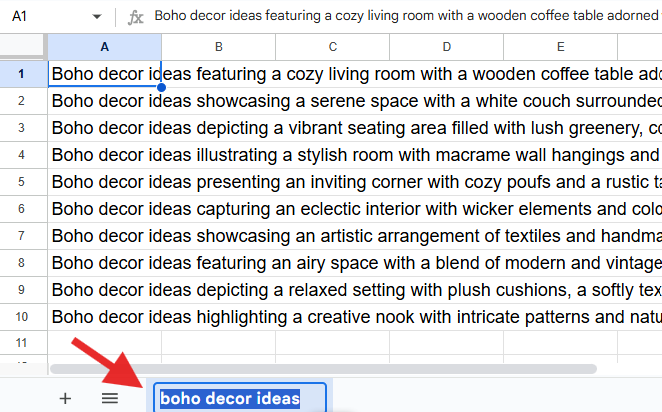 A1 fx Boho decor ideas featuring a cozy living room with a wooden coffee table adorned
A B C D E
1 Boho decor ideas featuring a cozy living room with a wooden coffee table
2 Boho decor ideas showcasing a serene space with a white couch surrounded
3 Boho decor ideas depicting a vibrant seating area filled with lush greenery,
4 Boho decor ideas illustrating a stylish room with macrame wall hangings and
5 Boho decor ideas presenting an inviting corner with cozy poufs and a rustic
6 Boho decor ideas capturing an eclectic interior with wicker elements and
7 Boho decor ideas showcasing an artistic arrangement of textiles and
8 Boho decor ideas featuring an airy space with a blend of modern and vintage
9 Boho decor ideas depicting a relaxed setting with plush cushions, a softly
10 Boho decor ideas highlighting a creative nook with intricate patterns and
11
boho decor ideas